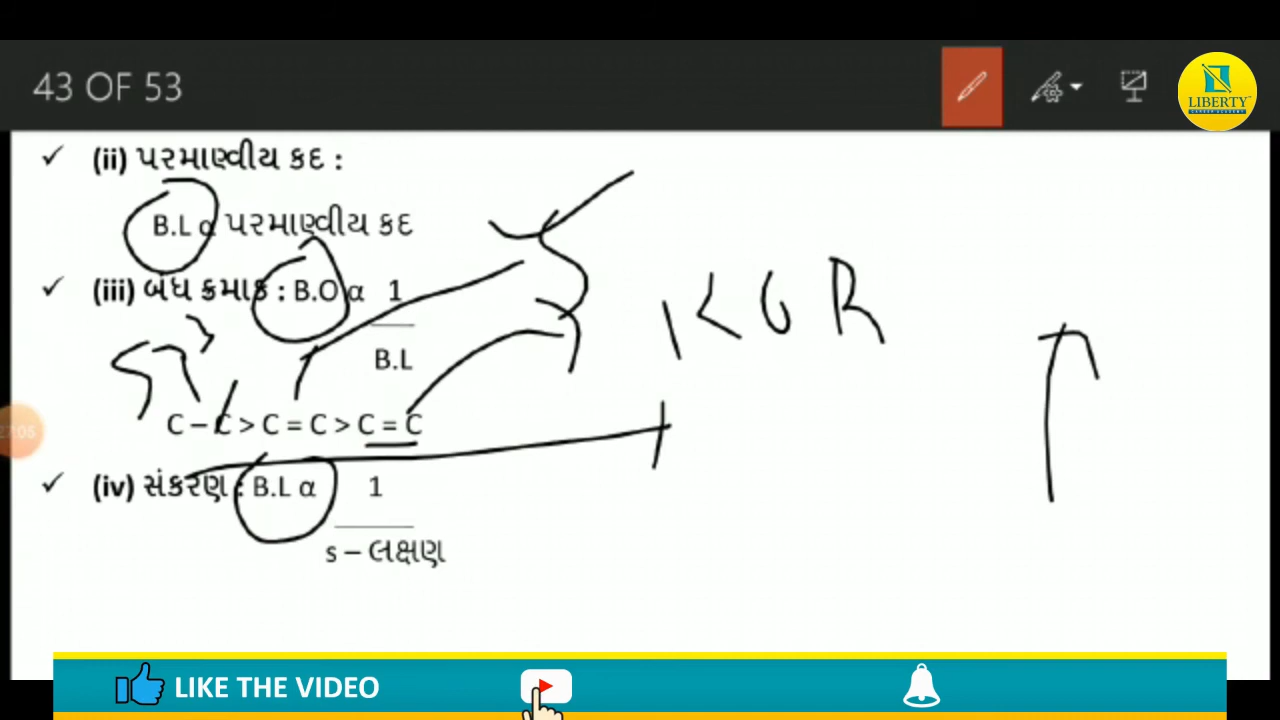 43 OF 53
LIBERTY
✓ (ii) પરમાણ્વીય કદ :
B.L α પરમાણ્વીય કદ
✓ (iii) બંધ ક્રમાક : B.O α 1
B.L
C – C > C = C > C = C
✓ (iv) સંકરણ : B.L α 1
s – લક્ષણ
LIKE THE VIDEO